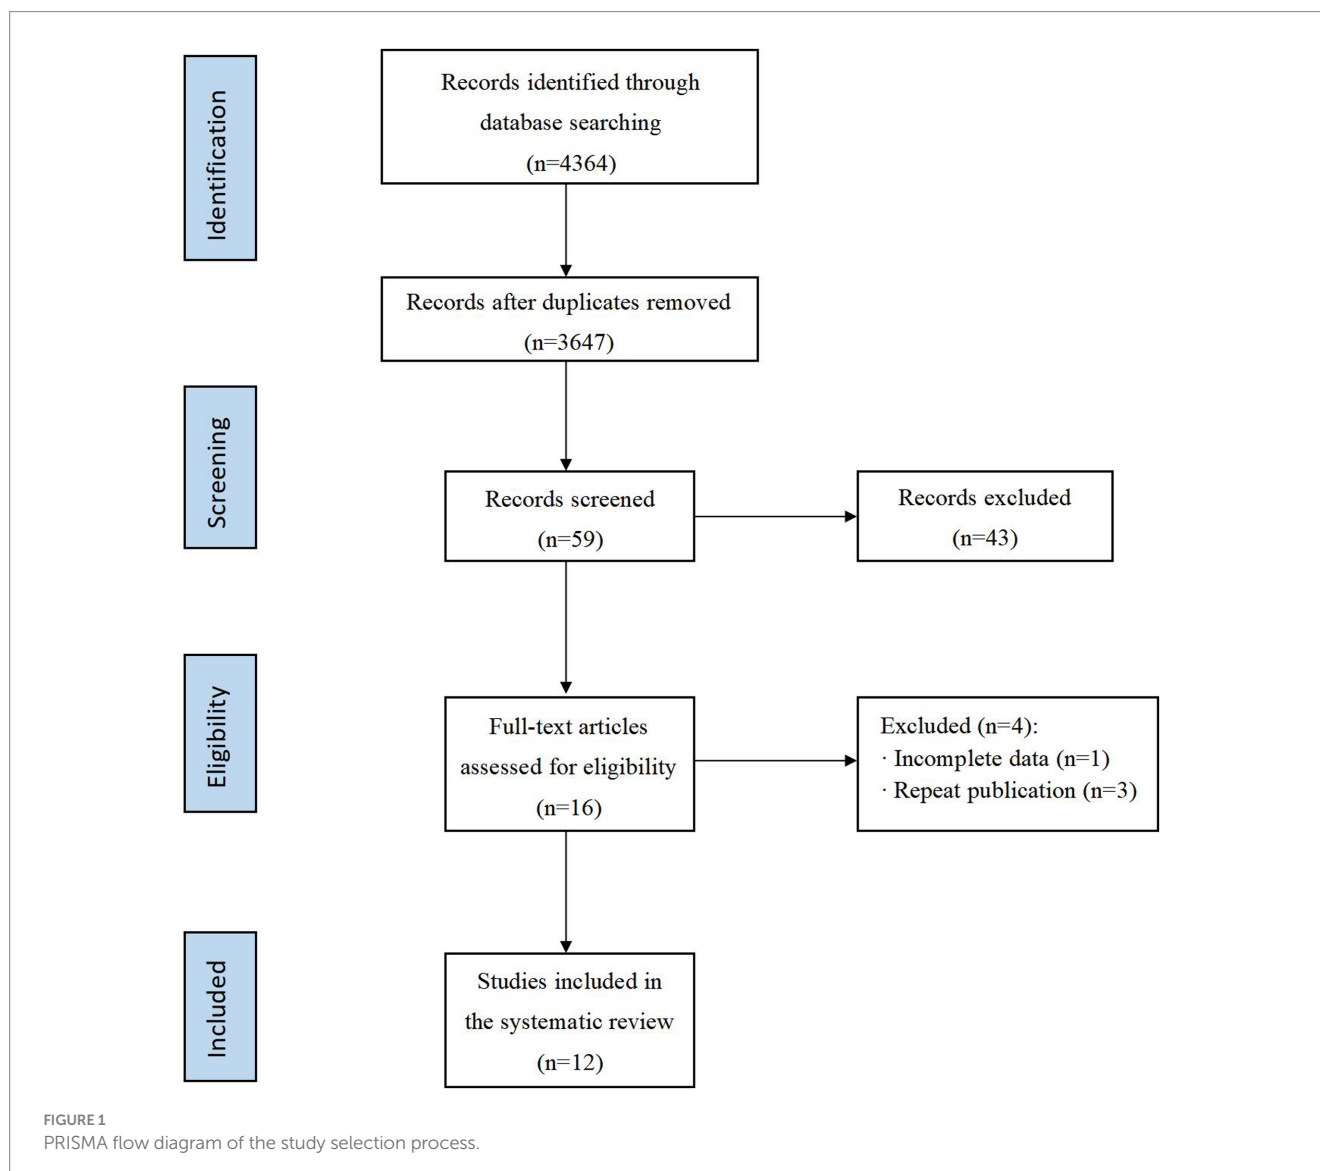 Identification
Records identified through
database searching
(n=4364)
Records after duplicates removed
(n=3647)
Screening
Records screened
(n=59)
Records excluded
(n=43)
Eligibility
Full-text articles
assessed for eligibility
(n=16)
Excluded (n=4):
· Incomplete data (n=1)
· Repeat publication (n=3)
Included
Studies included in
the systematic review
(n=12)
FIGURE 1
PRISMA flow diagram of the study selection process.